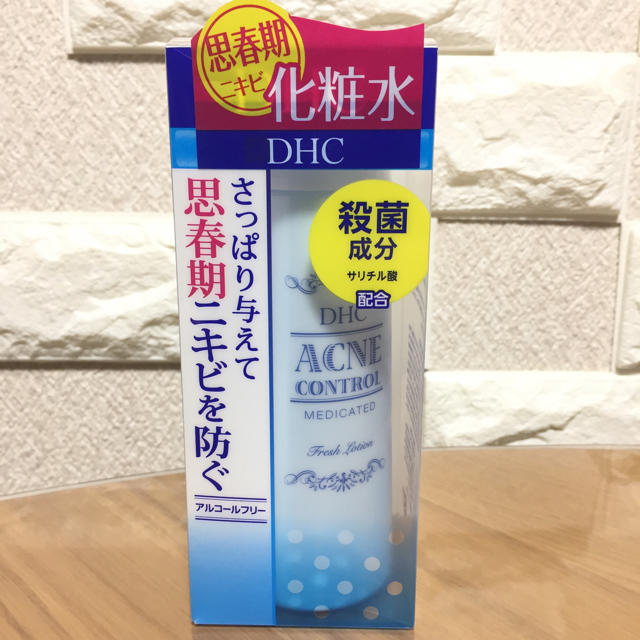 思春期
ニキビ
化粧水
DHC
さっぱり与えて
思春期ニキビを防ぐ
アルコールフリー
殺菌
成分
サリチル酸
配合
DHC
ACNE
CONTROL
MEDICATED
Fresh Lotion